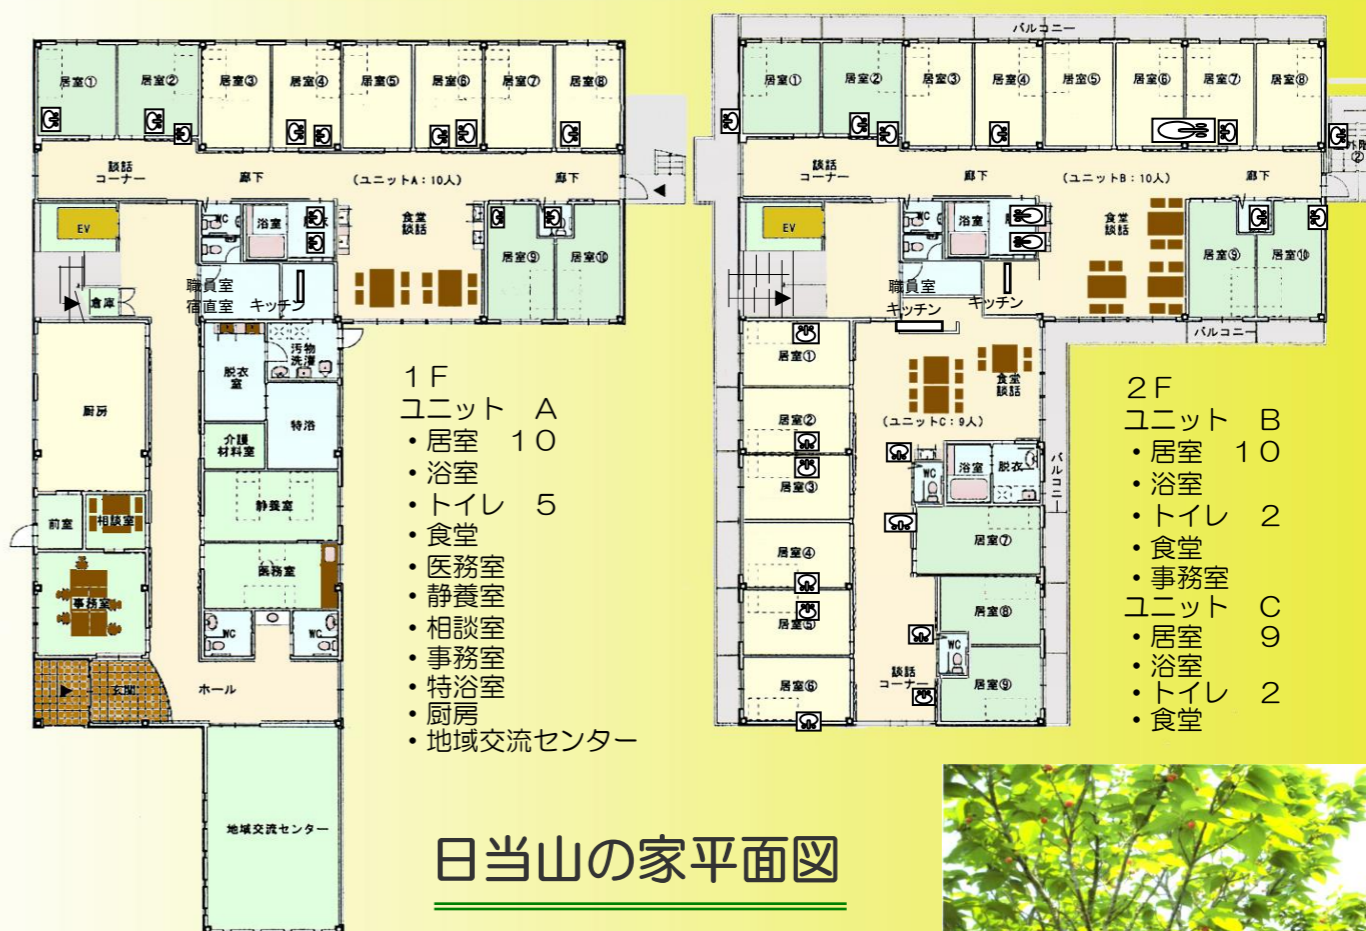 居室①
居室②
居室③
居室④
居室⑤
居室⑥
居室⑦
居室⑧
談話
コーナー
廊下
(ユニットA：10人)
廊下
EV
WC
浴室
食堂
談話
居室⑨
居室⑩
倉庫
職員室
宿直室
キッチン
厨房
脱衣
室
汚物
洗濯
特浴
介護
材料室
前室
相談室
静養室
医務室
事務室
WC
WC
玄関
ホール
地域交流センター
1F
ユニット A
・居室 10
・浴室
・トイレ 5
・食堂
・医務室
・静養室
・相談室
・事務室
・特浴室
・厨房
・地域交流センター
バルコニー
居室①
居室②
居室③
居室④
居室⑤
居室⑥
居室⑦
居室⑧
②
談話
コーナー
廊下
(ユニットB：10人)
廊下
EV
WC
浴室
食堂
談話
居室⑨
居室⑩
職員室
キッチン
キッチン
バルコニー
居室①
居室②
居室③
居室④
居室⑤
居室⑥
食堂
談話
(ユニットC：9人)
WC
浴室
脱衣
バルコニー
居室⑦
居室⑧
WC
居室⑨
談話
コーナー
2F
ユニット B
・居室 10
・浴室
・トイレ 2
・食堂
・事務室
ユニット C
・居室 9
・浴室
・トイレ 2
・食堂
日当山の家平面図